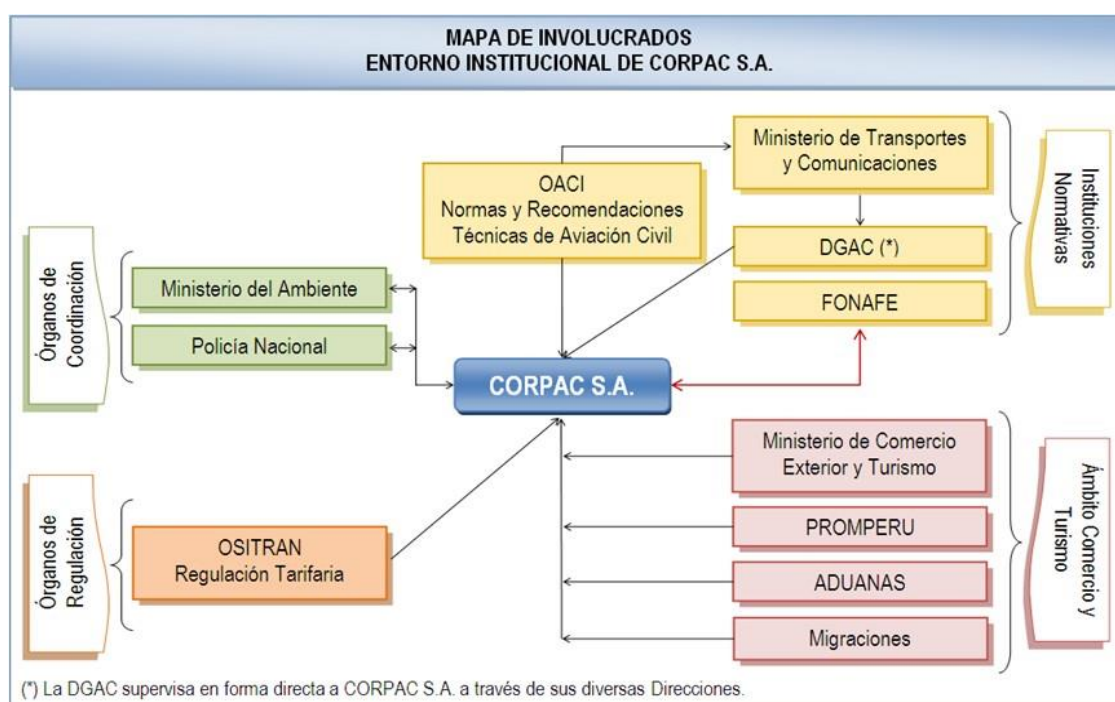 MAPA DE INVOLUCRADOS
ENTORNO INSTITUCIONAL DE CORPAC S.A.
OACI
Normas y Recomendaciones
Técnicas de Aviación Civil
Ministerio de Transportes
y Comunicaciones
DGAC (*)
FONAFE
Instituciones
Normativas
Órganos de
Coordinación
Ministerio del Ambiente
Policía Nacional
CORPAC S.A.
Órganos de
Regulación
OSITRAN
Regulación Tarifaria
Ministerio de Comercio
Exterior y Turismo
PROMPERU
ADUANAS
Migraciones
Ámbito Comercio y
Turismo
(*) La DGAC supervisa en forma directa a CORPAC S.A. a través de sus diversas Direcciones.